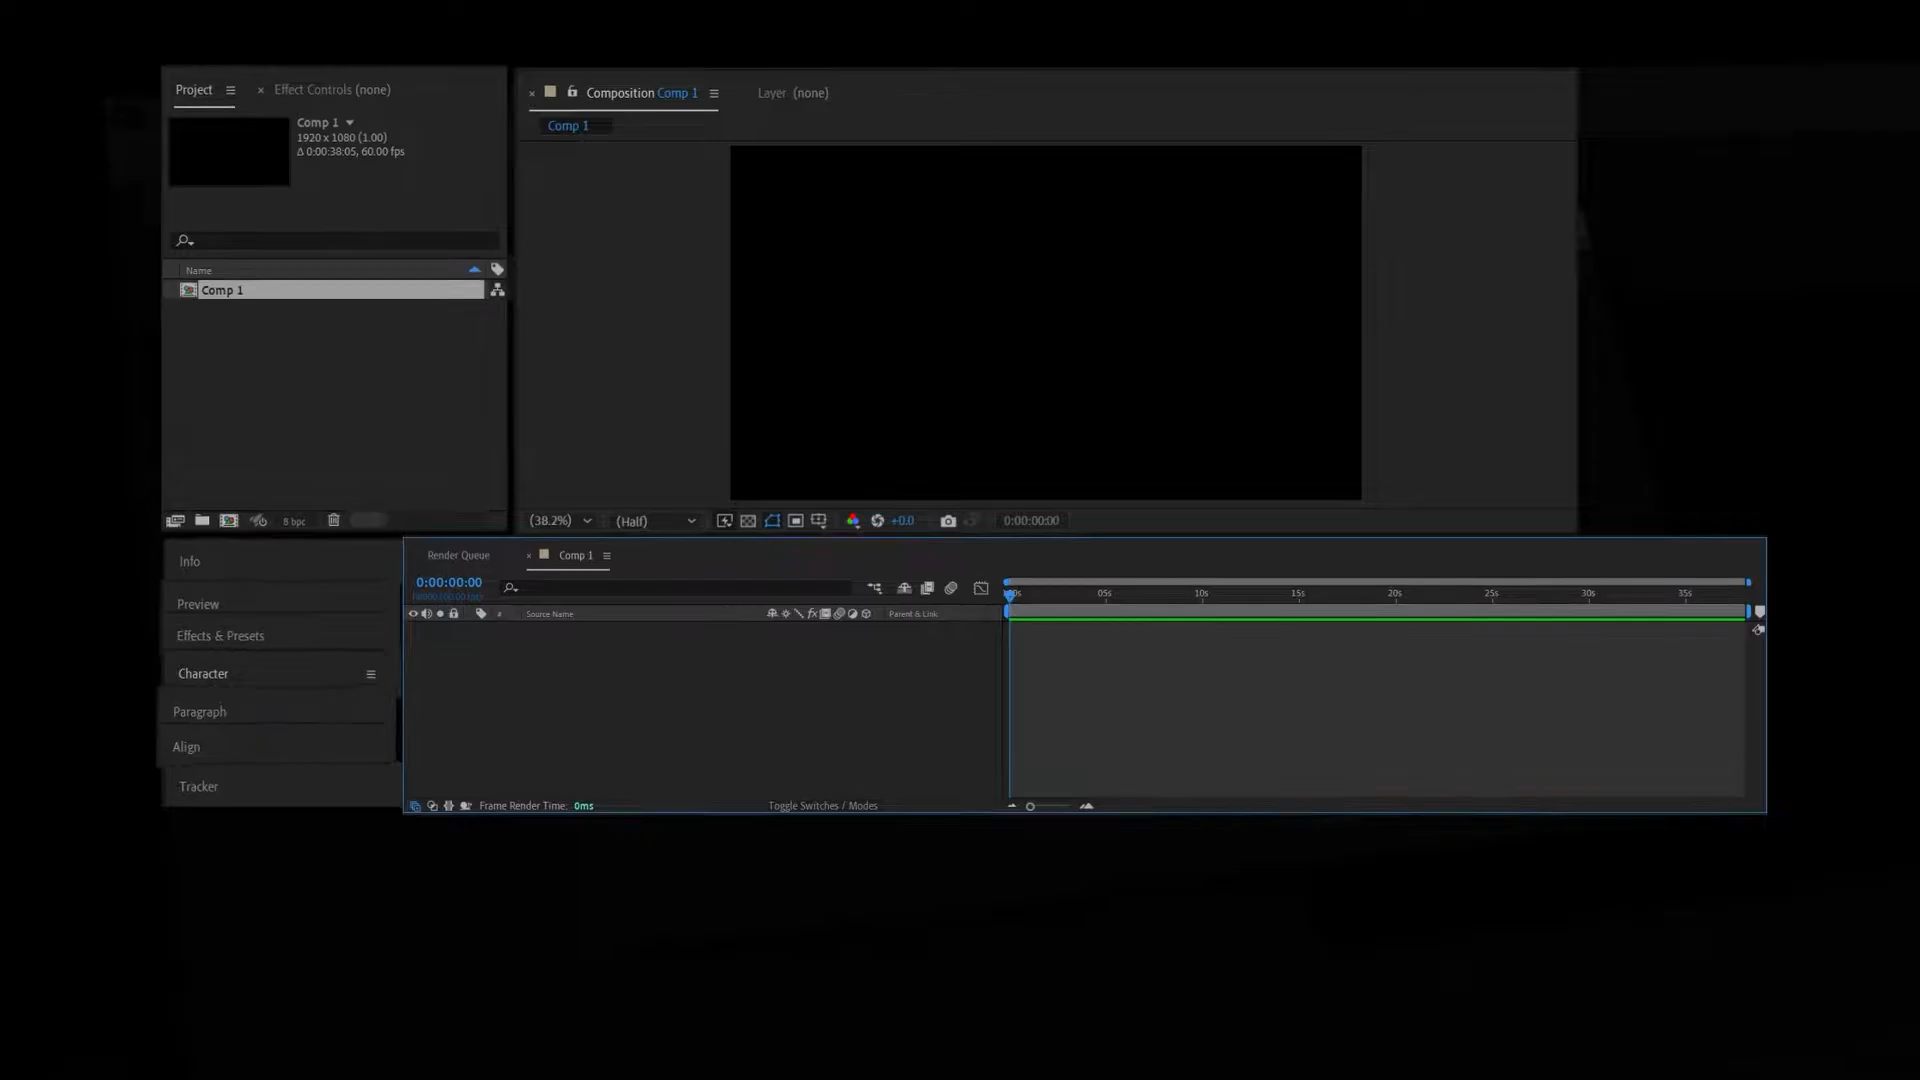 Project
Effect Controls (none)
Composition Comp 1
Layer (none)
Comp 1
1920 x 1080 (1.00)
Δ 0:00:38:05, 60.00 fps
Comp 1
Name
Comp 1
8 bpc
(38.2%)
(Half)
+0.0
0:00:00:00
Info
Preview
Effects & Presets
Character
Paragraph
Align
Tracker
Render Queue
Comp 1
0:00:00:00
05s
10s
15s
20s
25s
30s
35s
#
Source Name
fx
Parent & Link
Frame Render Time: 0ms
Toggle Switches / Modes